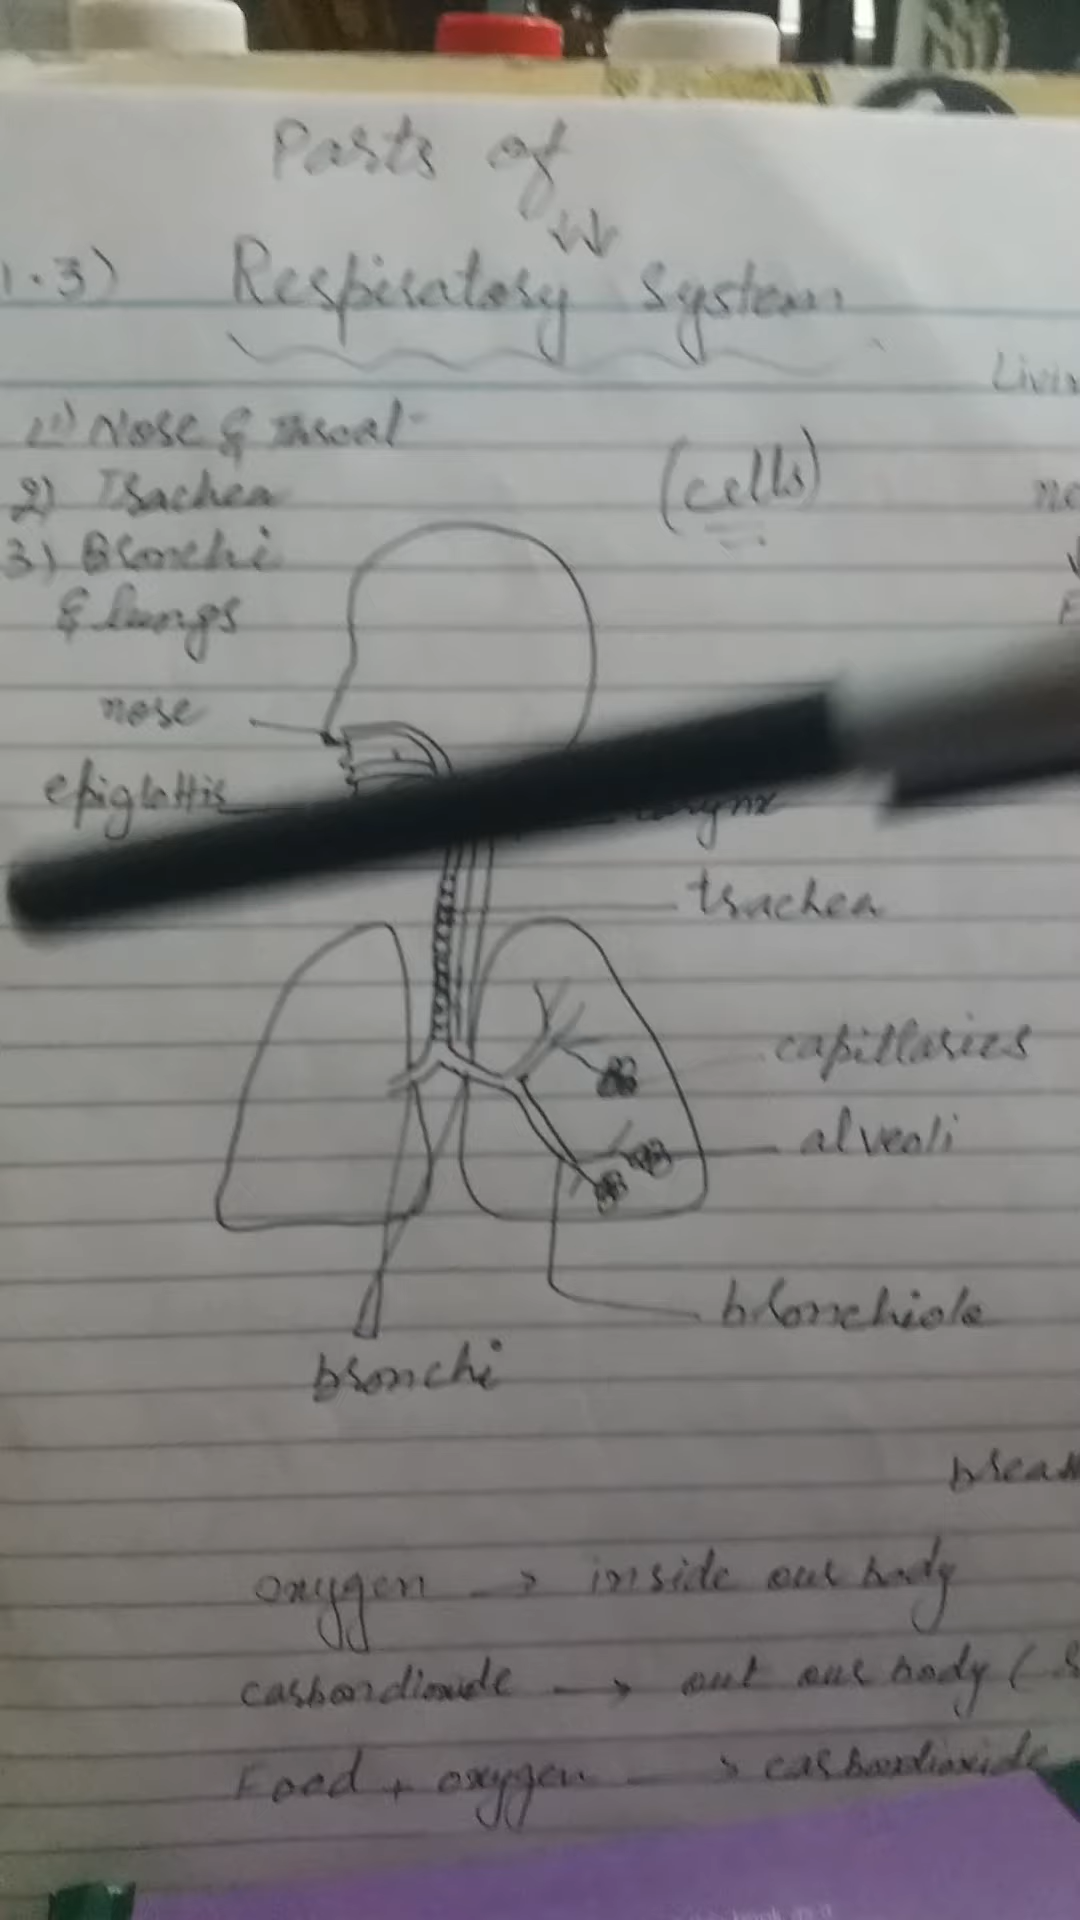 Parts of
1.3) Respiratory System
Livin
1) Nose & Throat
(cells)
2) Trachea
3) Bronchi
& lungs
nose
epiglottis
trachea
capillaries
alveoli
bronchiole
bronchi
oxygen → inside our body
carbondioxide → out our body (
Food + oxygen → carbondioxide